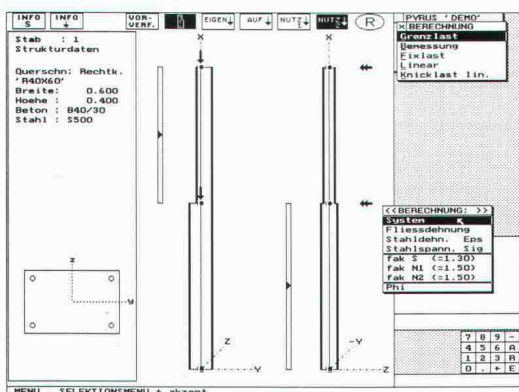 INFO S
INFO ↓
VOR-VERF.
EIGEN↓
AUF↓
NUTZ↓
NUTZ↓
R
PYRUS 'DEMO'
× BERECHNUNG
Grenzlast
Bemessung
Fixlast
Linear
Knicklast lin.
Stab : 1
Strukturdaten
Querschn: Rechtk.
'R40X60'
Breite: 0.600
Hoehe : 0.400
Beton : B40/30
Stahl : S500
X
X
<<BERECHNUNG: >>
System
Fliessdehnung
Stahldehn. Eps
Stahlspann. Sig
fak S (=1.30)
fak N1 (=1.50)
fak N2 (=1.50)
Phi
z
y
Z
Y
-Y
Z
7 8 9 -
4 5 6 A
1 2 3 R
0 . ← E
MENU SELEKTIONSMENU + akzept